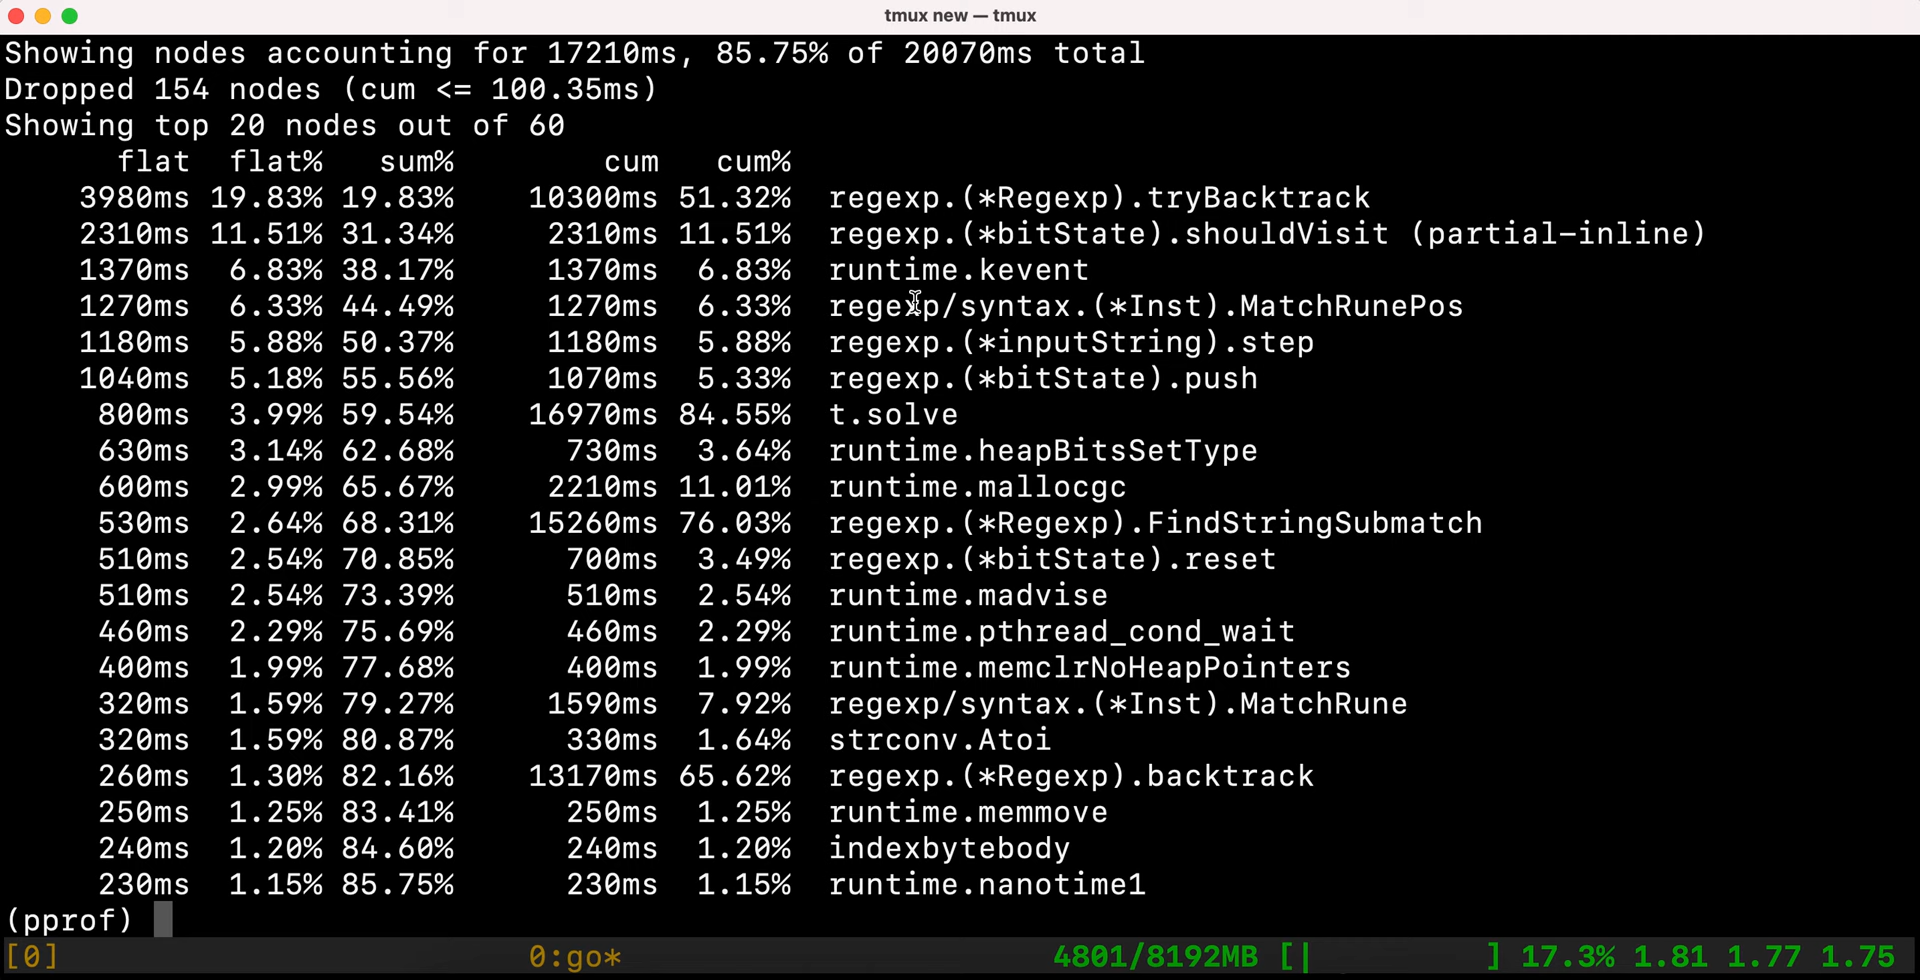 tmux new — tmux
Showing nodes accounting for 17210ms, 85.75% of 20070ms total
Dropped 154 nodes (cum <= 100.35ms)
Showing top 20 nodes out of 60
flat flat% sum% cum cum%
3980ms 19.83% 19.83% 10300ms 51.32% regexp.(*Regexp).tryBacktrack
2310ms 11.51% 31.34% 2310ms 11.51% regexp.(*bitState).shouldVisit (partial-inline)
1370ms 6.83% 38.17% 1370ms 6.83% runtime.kevent
1270ms 6.33% 44.49% 1270ms 6.33% regexp/syntax.(*Inst).MatchRunePos
1180ms 5.88% 50.37% 1180ms 5.88% regexp.(*inputString).step
1040ms 5.18% 55.56% 1070ms 5.33% regexp.(*bitState).push
800ms 3.99% 59.54% 16970ms 84.55% t.solve
630ms 3.14% 62.68% 730ms 3.64% runtime.heapBitsSetType
600ms 2.99% 65.67% 2210ms 11.01% runtime.mallocgc
530ms 2.64% 68.31% 15260ms 76.03% regexp.(*Regexp).FindStringSubmatch
510ms 2.54% 70.85% 700ms 3.49% regexp.(*bitState).reset
510ms 2.54% 73.39% 510ms 2.54% runtime.madvise
460ms 2.29% 75.69% 460ms 2.29% runtime.pthread_cond_wait
400ms 1.99% 77.68% 400ms 1.99% runtime.memclrNoHeapPointers
320ms 1.59% 79.27% 1590ms 7.92% regexp/syntax.(*Inst).MatchRune
320ms 1.59% 80.87% 330ms 1.64% strconv.Atoi
260ms 1.30% 82.16% 13170ms 65.62% regexp.(*Regexp).backtrack
250ms 1.25% 83.41% 250ms 1.25% runtime.memmove
240ms 1.20% 84.60% 240ms 1.20% indexbytebody
230ms 1.15% 85.75% 230ms 1.15% runtime.nanotime1
(pprof)
[0] 0:go* 4801/8192MB [| ] 17.3% 1.81 1.77 1.75